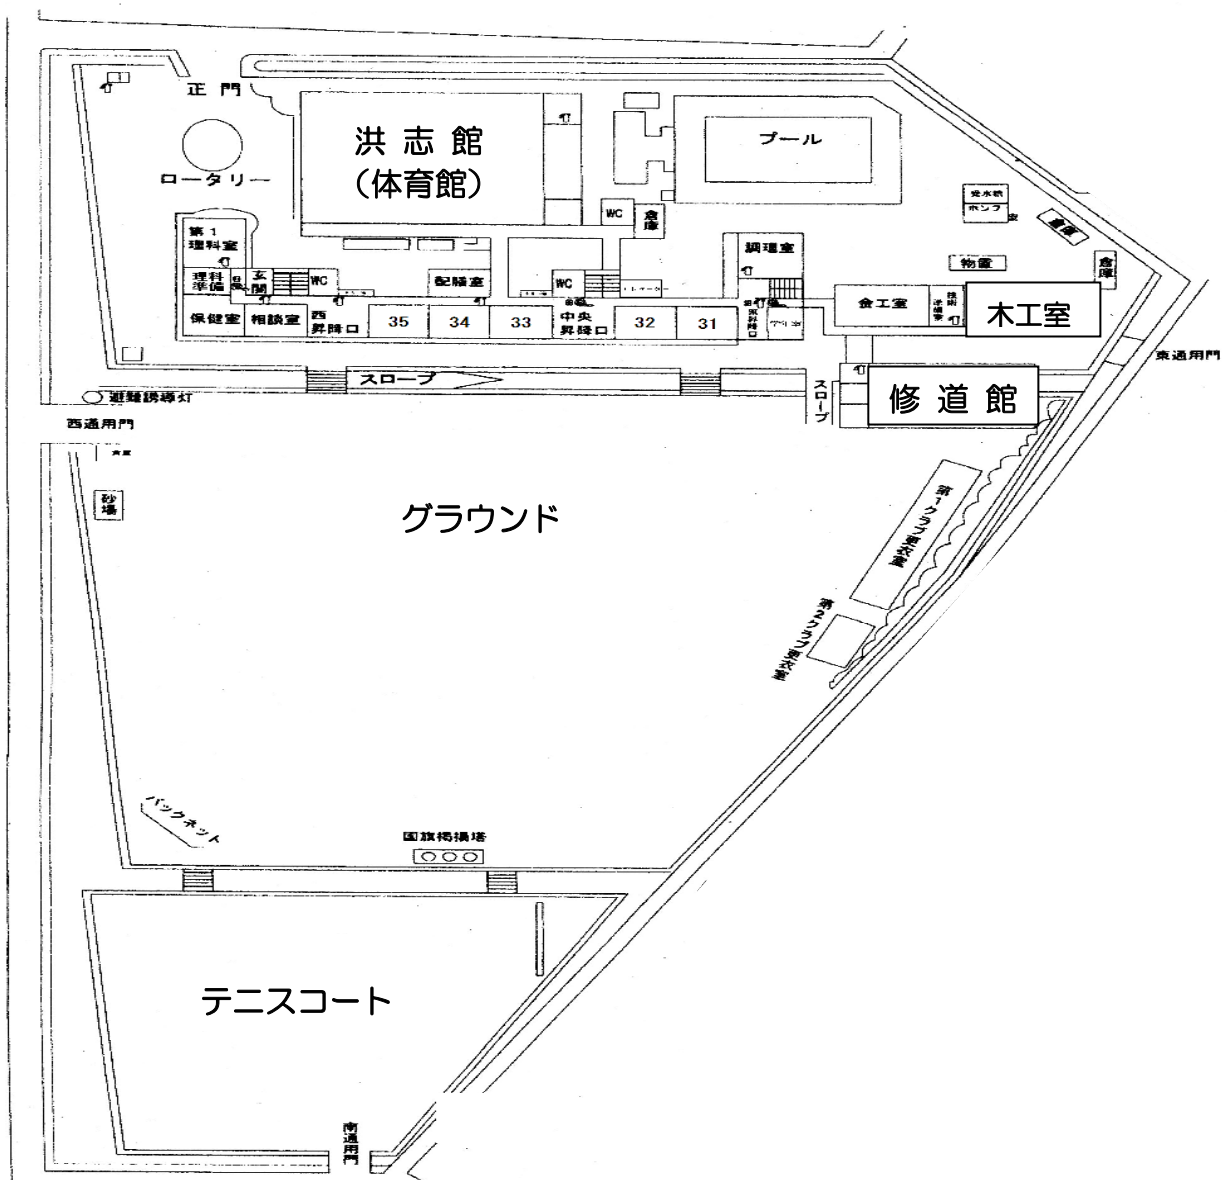 正門
洪志館
（体育館）
プール
ロータリー
受水槽
ポンプ
WC
倉庫
倉庫
第1
理科室
調理室
物置
倉庫
理科
準備
玄関
WC
配膳室
WC
金工室
木工室
保健室
相談室
西
昇降口
35
34
33
中央
昇降口
32
31
東通用門
スロープ
スロープ
修道館
避難誘導灯
西通用門
砂場
グラウンド
第1クラブ更衣室
第2クラブ更衣室
バックネット
国旗掲揚塔
テニスコート
南通用門